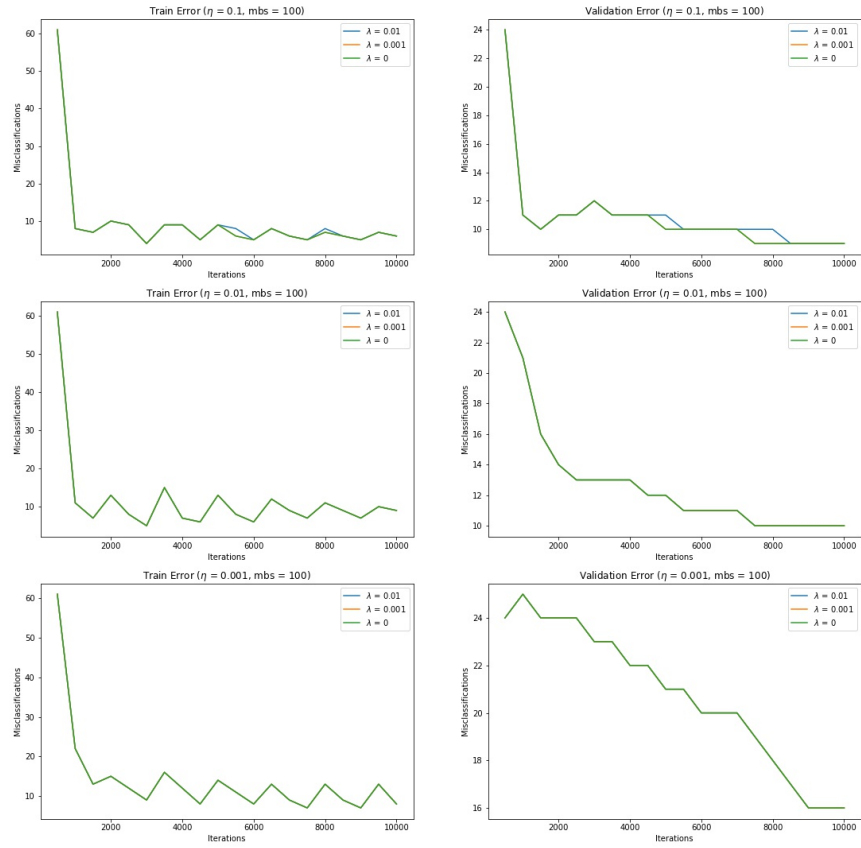 Train Error (η = 0.1, mbs = 100)
60
50
40
30
20
10
Misclassifications
2000 4000 6000 8000 10000
Iterations
λ = 0.01
λ = 0.001
λ = 0
Validation Error (η = 0.1, mbs = 100)
24
22
20
18
16
14
12
10
Misclassifications
2000 4000 6000 8000 10000
Iterations
λ = 0.01
λ = 0.001
λ = 0
Train Error (η = 0.01, mbs = 100)
60
50
40
30
20
10
Misclassifications
2000 4000 6000 8000 10000
Iterations
λ = 0.01
λ = 0.001
λ = 0
Validation Error (η = 0.01, mbs = 100)
24
22
20
18
16
14
12
10
Misclassifications
2000 4000 6000 8000 10000
Iterations
λ = 0.01
λ = 0.001
λ = 0
Train Error (η = 0.001, mbs = 100)
60
50
40
30
20
10
Misclassifications
2000 4000 6000 8000 10000
Iterations
λ = 0.01
λ = 0.001
λ = 0
Validation Error (η = 0.001, mbs = 100)
24
22
20
18
16
Misclassifications
2000 4000 6000 8000 10000
Iterations
λ = 0.01
λ = 0.001
λ = 0